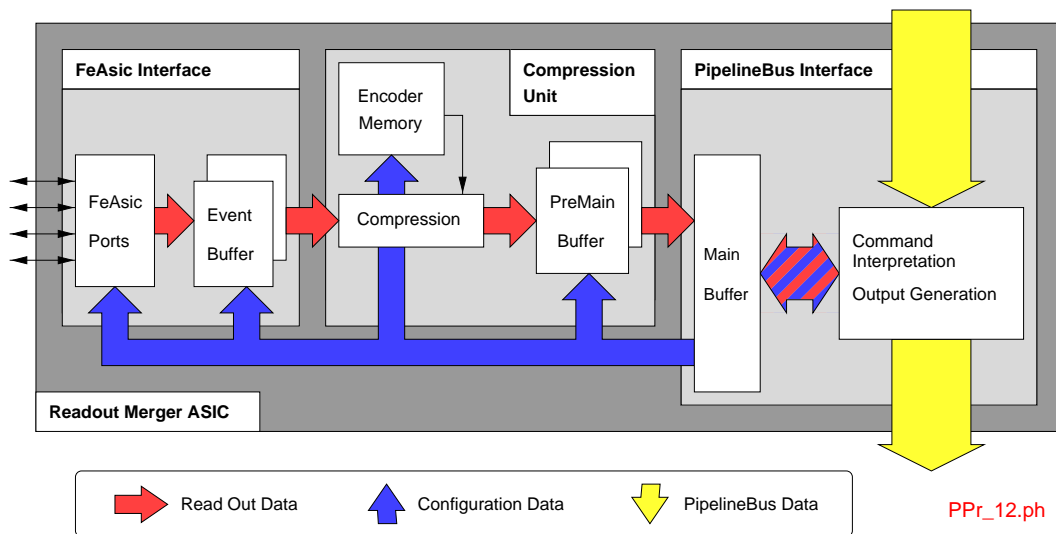 FeAsic Interface
Compression
Unit
PipelineBus Interface
Encoder
Memory
FeAsic
Ports
Event
Buffer
Compression
PreMain
Buffer
Main
Buffer
Command
Interpretation
Output Generation
Readout Merger ASIC
Read Out Data
Configuration Data
PipelineBus Data
PPr_12.ph